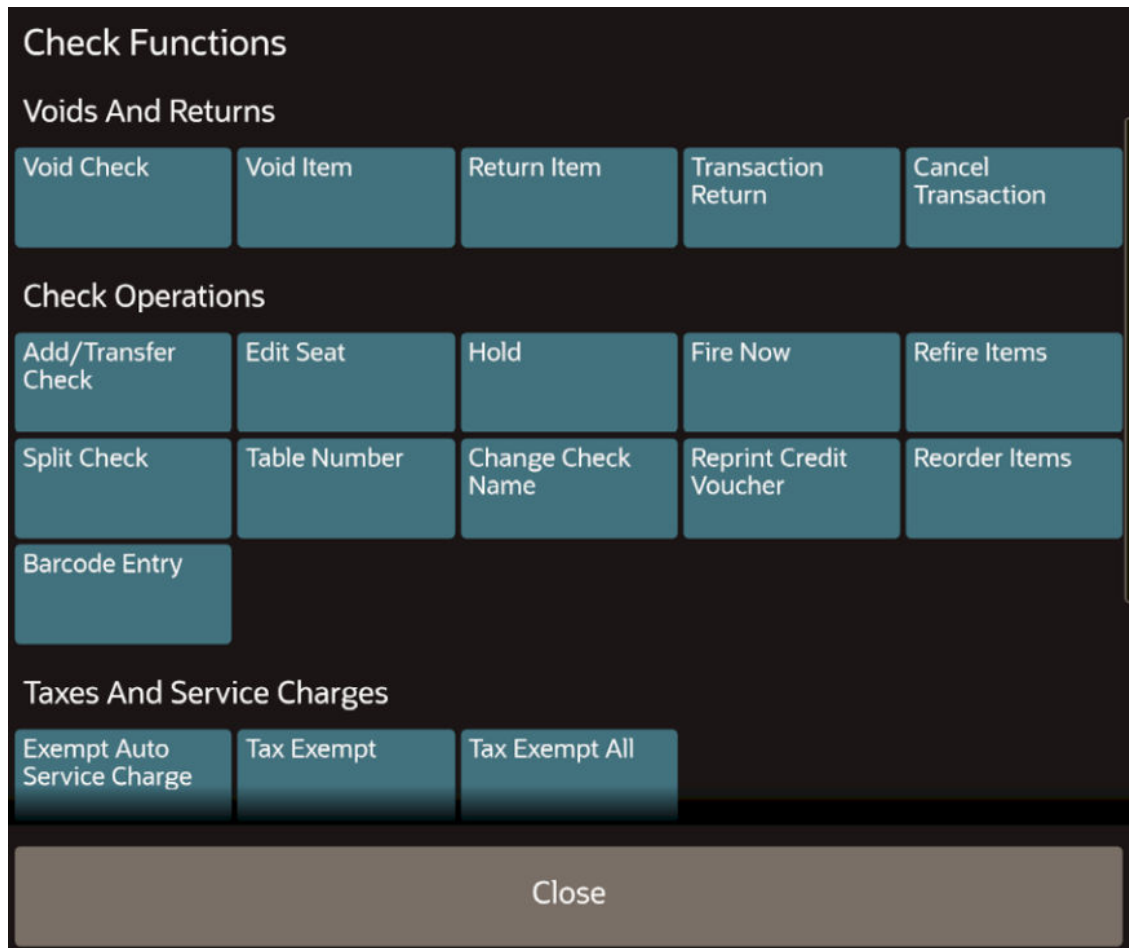 Check Functions
Voids And Returns
Void Check
Void Item
Return Item
Transaction
Return
Cancel
Transaction
Check Operations
Add/Transfer
Check
Edit Seat
Hold
Fire Now
Refire Items
Split Check
Table Number
Change Check
Name
Reprint Credit
Voucher
Reorder Items
Barcode Entry
Taxes And Service Charges
Exempt Auto
Service Charge
Tax Exempt
Tax Exempt All
Close